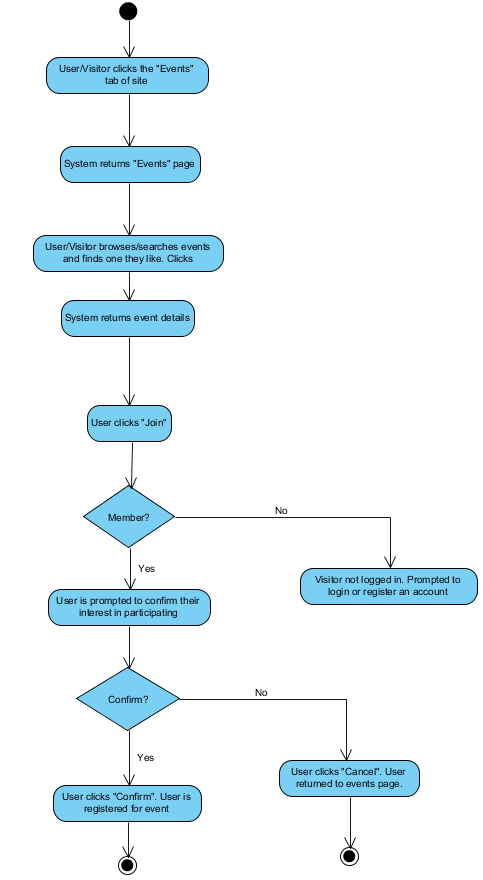 User/Visitor clicks the "Events"
tab of site
System returns "Events" page
User/Visitor browses/searches events
and finds one they like. Clicks
System returns event details
User clicks "Join"
Member?
No
Yes
Visitor not logged in. Prompted to
login or register an account
User is prompted to confirm their
interest in participating
Confirm?
No
Yes
User clicks "Cancel". User
returned to events page.
User clicks "Confirm". User is
registered for event